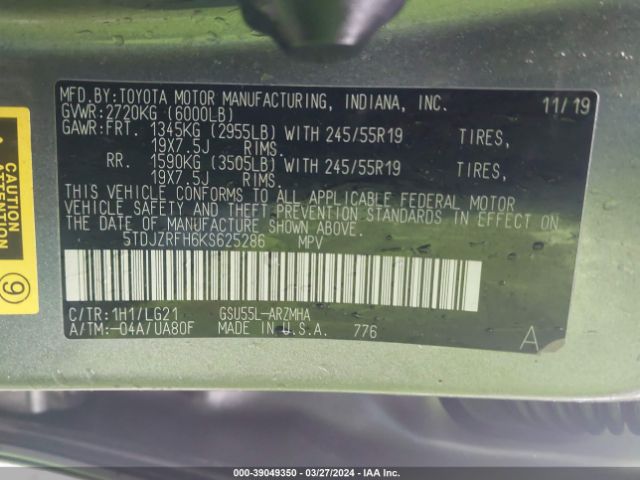 MFD.BY:TOYOTA MOTOR MANUFACTURING, INDIANA, INC. 11/19
GVWR:2720KG (6000LB)
GAWR:FRT. 1345KG (2955LB) WITH 245/55R19 TIRES,
19X7.5J RIMS.
RR. 1590KG (3505LB) WITH 245/55R19 TIRES,
19X7.5J RIMS.
THIS VEHICLE CONFORMS TO ALL APPLICABLE FEDERAL MOTOR
VEHICLE SAFETY AND THEFT PREVENTION STANDARDS IN EFFECT ON
THE DATE OF MANUFACTURE SHOWN ABOVE.
5TDJZRFH6KS625286 MPV
C/TR:1H1/LG21 GSU55L-ARZMHA
A/TM:-04A/UA80F MADE IN U.S.A. 776
A
CAUTION
ATTENTION
9
000-39049350 - 03/27/2024 - IAAI.com